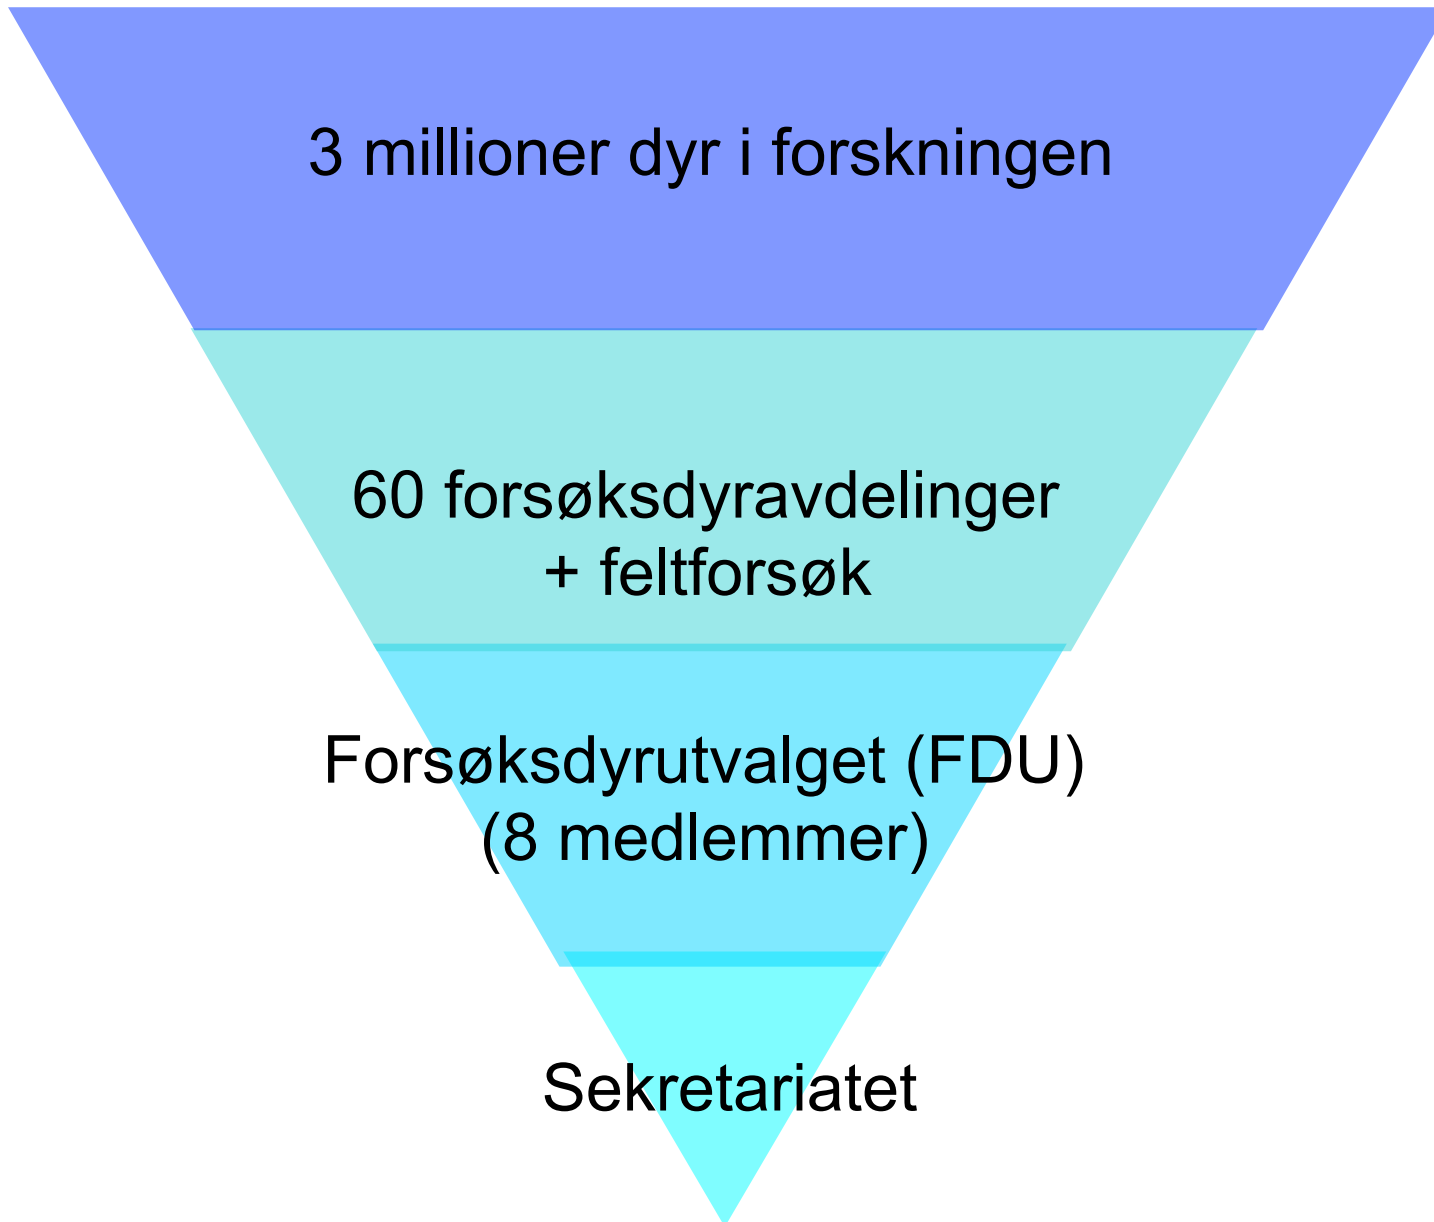 3 millioner dyr i forskningen
60 forsøksdyravdelinger
+ feltforsøk
Forsøksdyrutvalget (FDU)
(8 medlemmer)
Sekretariatet